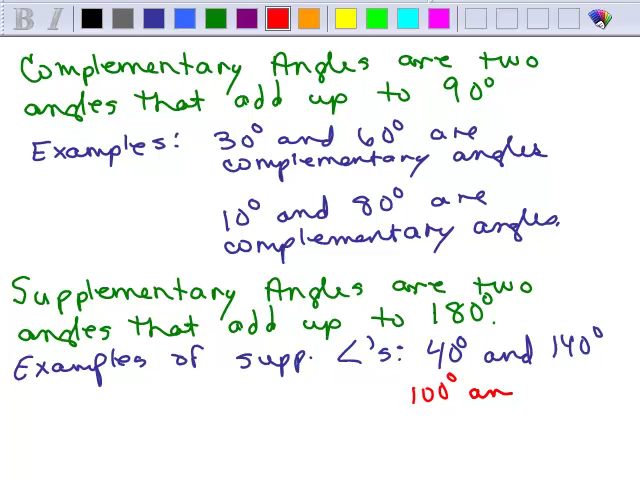 B I
Complementary Angles are two
angles that add up to 90°
Examples: 30° and 60° are
complementary angles
10° and 80° are
complementary angles.
Supplementary Angles are two
angles that add up to 180°.
Examples of supp. ∠'s: 40° and 140°
100° an